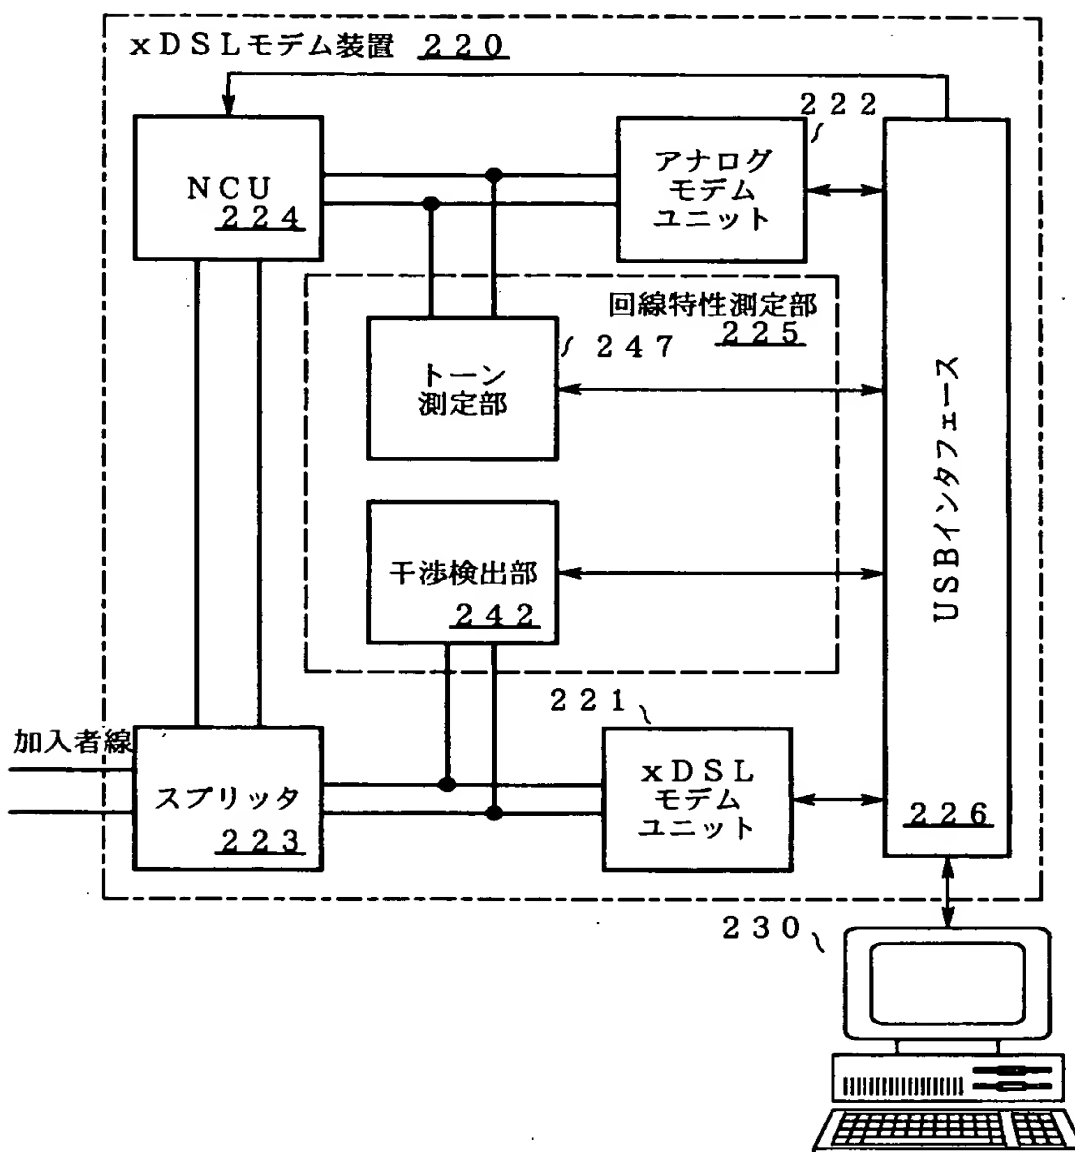 xDSLモデム装置 220
222
NCU
224
アナログ
モデム
ユニット
回線特性測定部
225
247
トーン
測定部
USBインタフェース
干渉検出部
242
221
加入者線
スプリッタ
223
xDSL
モデム
ユニット
226
230